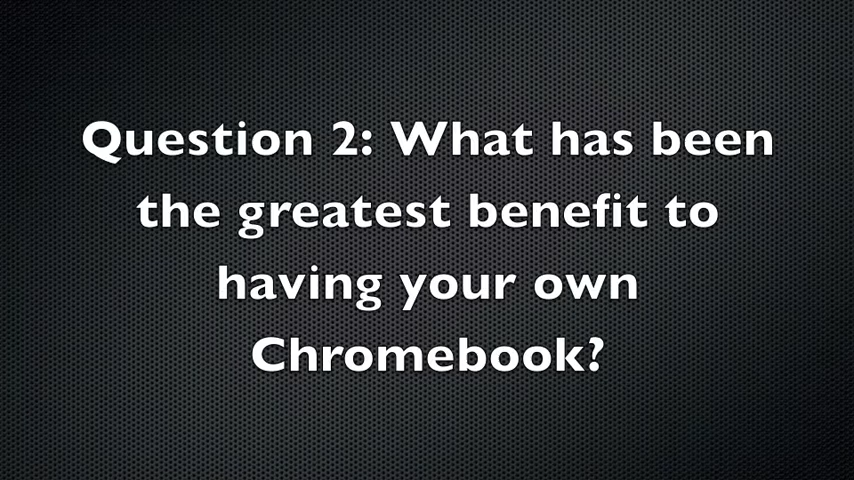 Question 2: What has been
the greatest benefit to
having your own
Chromebook?